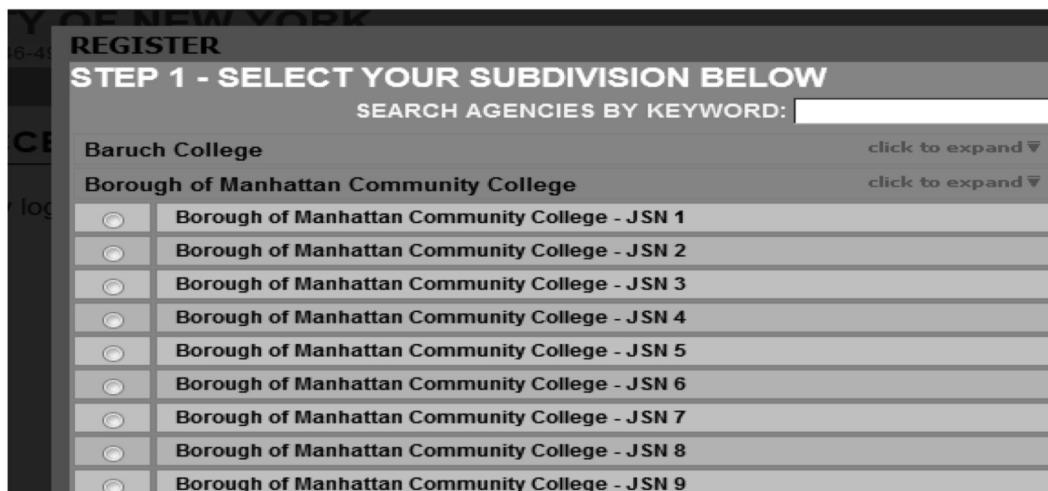 Y OF NEW YORK
REGISTER
STEP 1 - SELECT YOUR SUBDIVISION BELOW
SEARCH AGENCIES BY KEYWORD:
Baruch College click to expand
Borough of Manhattan Community College click to expand
Borough of Manhattan Community College - JSN 1
Borough of Manhattan Community College - JSN 2
Borough of Manhattan Community College - JSN 3
Borough of Manhattan Community College - JSN 4
Borough of Manhattan Community College - JSN 5
Borough of Manhattan Community College - JSN 6
Borough of Manhattan Community College - JSN 7
Borough of Manhattan Community College - JSN 8
Borough of Manhattan Community College - JSN 9